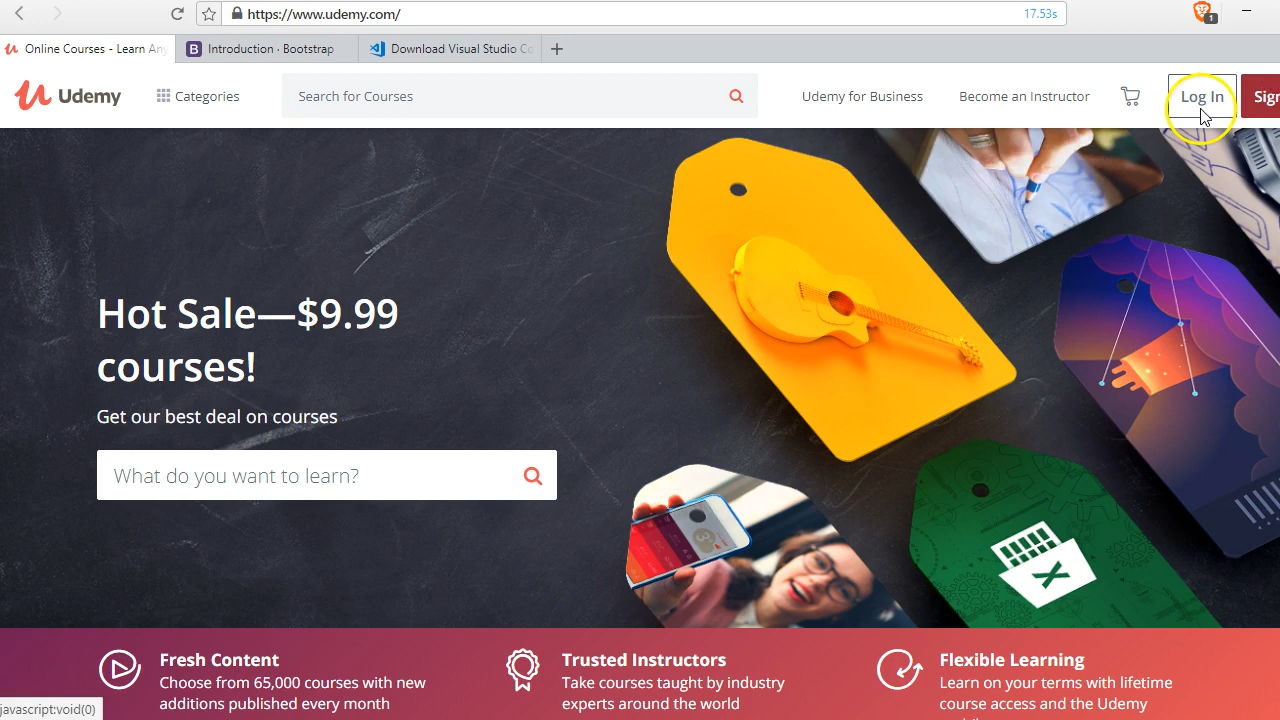 https://www.udemy.com/
17.53s
1
Online Courses - Learn Any
Introduction · Bootstrap
Download Visual Studio Co
Udemy
Categories
Search for Courses
Udemy for Business
Become an Instructor
Log In
Sign
Hot Sale—$9.99
courses!
Get our best deal on courses
What do you want to learn?
Fresh Content
Choose from 65,000 courses with new
additions published every month
Trusted Instructors
Take courses taught by industry
experts around the world
Flexible Learning
Learn on your terms with lifetime
course access and the Udemy
javascript:void(0)